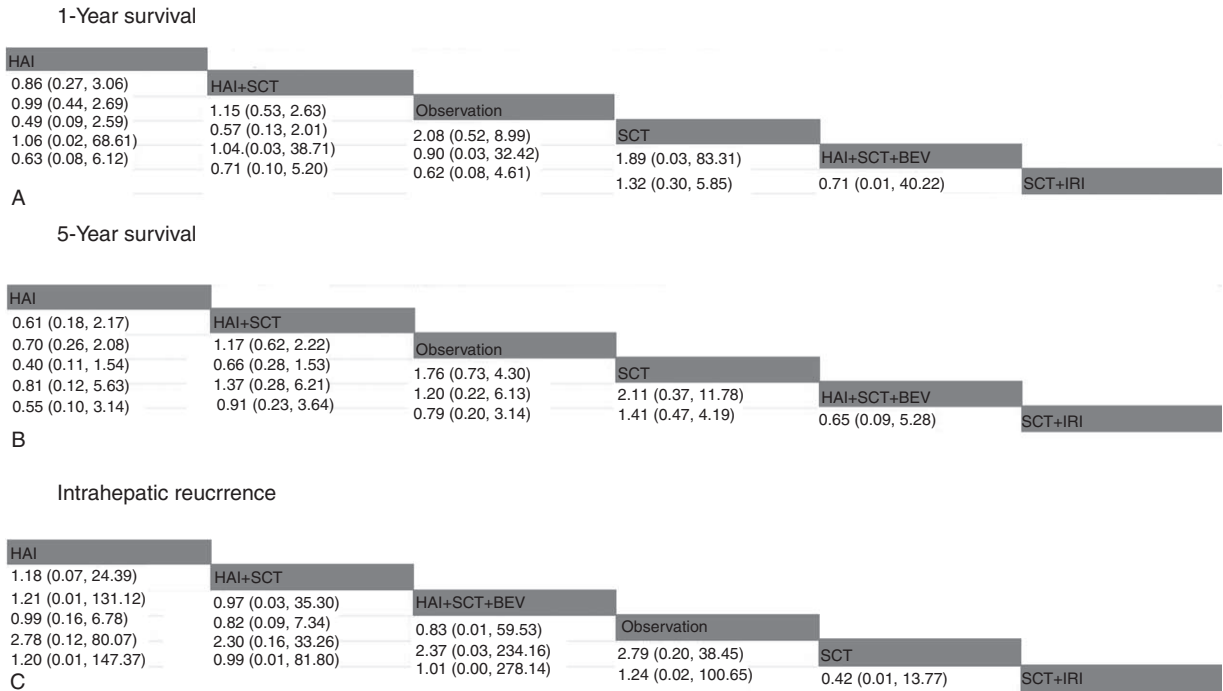 1-Year survival
HAI
0.86 (0.27, 3.06) HAI+SCT
0.99 (0.44, 2.69) 1.15 (0.53, 2.63) Observation
0.49 (0.09, 2.59) 0.57 (0.13, 2.01) 2.08 (0.52, 8.99) SCT
1.06 (0.02, 68.61) 1.04.(0.03, 38.71) 0.90 (0.03, 32.42) 1.89 (0.03, 83.31) HAI+SCT+BEV
0.63 (0.08, 6.12) 0.71 (0.10, 5.20) 0.62 (0.08, 4.61) 1.32 (0.30, 5.85) 0.71 (0.01, 40.22) SCT+IRI
A
5-Year survival
HAI
0.61 (0.18, 2.17) HAI+SCT
0.70 (0.26, 2.08) 1.17 (0.62, 2.22) Observation
0.40 (0.11, 1.54) 0.66 (0.28, 1.53) 1.76 (0.73, 4.30) SCT
0.81 (0.12, 5.63) 1.37 (0.28, 6.21) 1.20 (0.22, 6.13) 2.11 (0.37, 11.78) HAI+SCT+BEV
0.55 (0.10, 3.14) 0.91 (0.23, 3.64) 0.79 (0.20, 3.14) 1.41 (0.47, 4.19) 0.65 (0.09, 5.28) SCT+IRI
B
Intrahepatic reucrrence
HAI
1.18 (0.07, 24.39) HAI+SCT
1.21 (0.01, 131.12) 0.97 (0.03, 35.30) HAI+SCT+BEV
0.99 (0.16, 6.78) 0.82 (0.09, 7.34) 0.83 (0.01, 59.53) Observation
2.78 (0.12, 80.07) 2.30 (0.16, 33.26) 2.37 (0.03, 234.16) 2.79 (0.20, 38.45) SCT
1.20 (0.01, 147.37) 0.99 (0.01, 81.80) 1.01 (0.00, 278.14) 1.24 (0.02, 100.65) 0.42 (0.01, 13.77) SCT+IRI
C